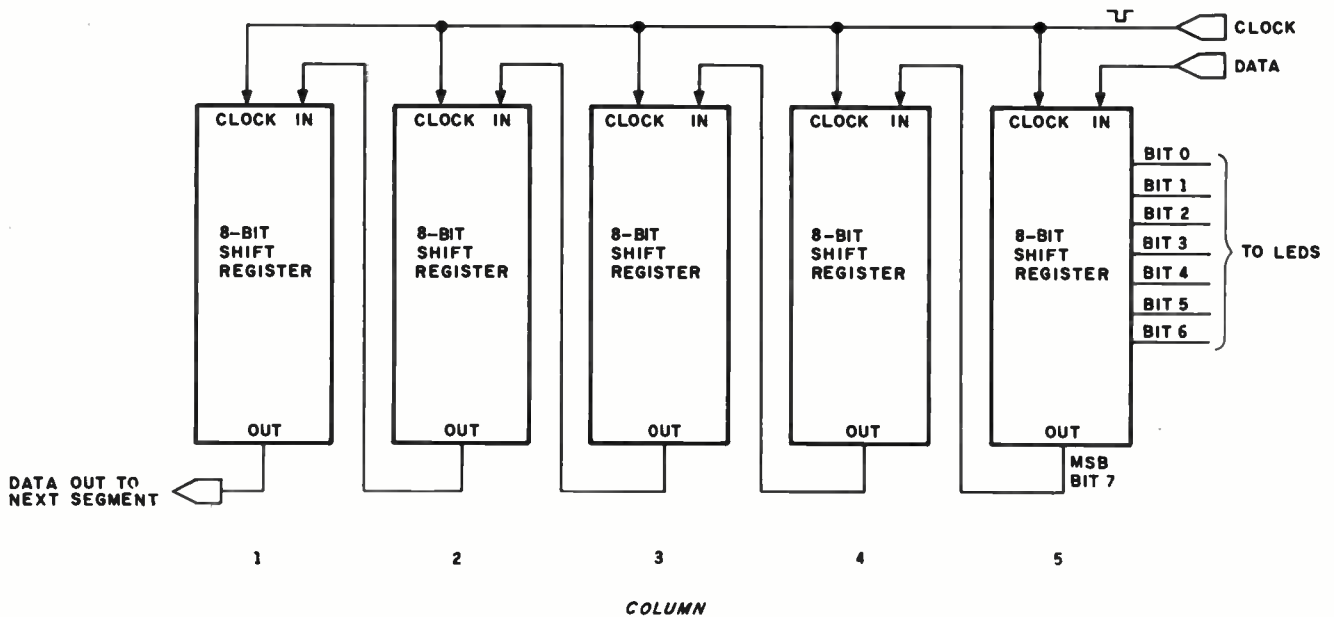 CLOCK
DATA
CLOCK IN
CLOCK IN
CLOCK IN
CLOCK IN
CLOCK IN
8-BIT
SHIFT
REGISTER
8-BIT
SHIFT
REGISTER
8-BIT
SHIFT
REGISTER
8-BIT
SHIFT
REGISTER
8-BIT
SHIFT
REGISTER
BIT 0
BIT 1
BIT 2
BIT 3
BIT 4
BIT 5
BIT 6
TO LEDS
OUT
OUT
OUT
OUT
OUT
MSB
BIT 7
DATA OUT TO
NEXT SEGMENT
1
2
3
4
5
COLUMN